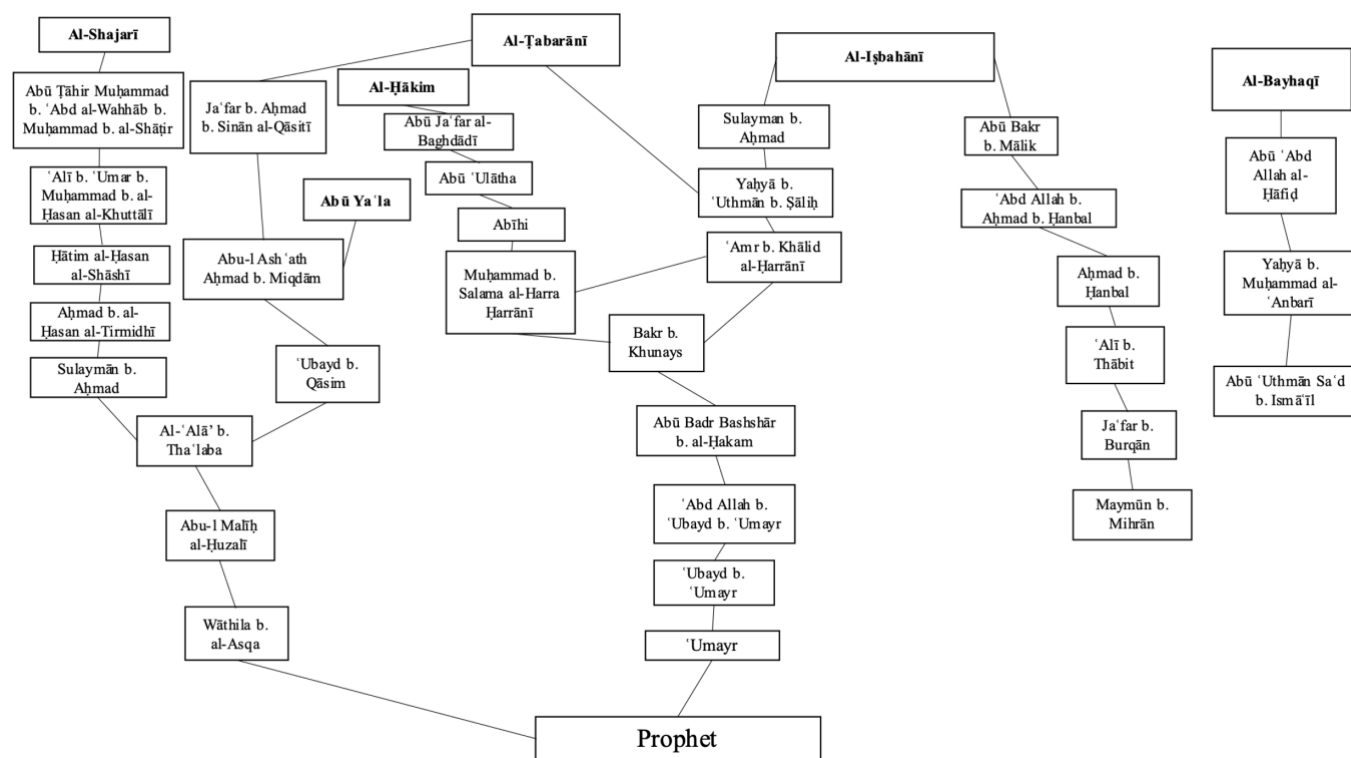 Al-Shajarī
Abū Ṭāhir Muḥammad
b. ʿAbd al-Wahhāb b.
Muḥammad b. al-Shāṭir
ʿAlī b. ʿUmar b.
Muḥammad b. al-
Ḥasan al-Khuttālī
Ḥātim al-Ḥasan
al-Shāshī
Aḥmad b. al-
Ḥasan al-Tirmidhī
Sulaymān b.
Aḥmad
Al-Ṭabarānī
Jaʿfar b. Aḥmad
b. Sinān al-Qāsitī
Abū Yaʿla
Abu-l Ashʿath
Aḥmad b. Miqdām
ʿUbayd b.
Qāsim
Al-ʿAlāʾ b.
Thaʿlaba
Abu-l Malīḥ
al-Ḥuzalī
Wāthila b.
al-Asqa
Al-Ḥākim
Abū Jaʿfar al-
Baghdādī
Abū ʿUlātha
Abīhi
Muḥammad b.
Salama al-Harra
Ḥarrānī
Al-Iṣbahānī
Sulayman b.
Aḥmad
Yaḥyā b.
ʿUthmān b. Ṣāliḥ
ʿAmr b. Khālid
al-Ḥarrānī
Bakr b.
Khunays
Abū Badr Bashshār
b. al-Ḥakam
ʿAbd Allah b.
ʿUbayd b. ʿUmayr
ʿUbayd b.
ʿUmayr
ʿUmayr
Abū Bakr
b. Mālik
ʿAbd Allah b.
Aḥmad b. Ḥanbal
Aḥmad b.
Ḥanbal
ʿAlī b.
Thābit
Jaʿfar b.
Burqān
Maymūn b.
Mihrān
Al-Bayhaqī
Abū ʿAbd
Allah al-
Ḥāfiḍ
Yaḥyā b.
Muḥammad al-
ʿAnbarī
Abū ʿUthmān Saʿd
b. Ismāʿīl
Prophet